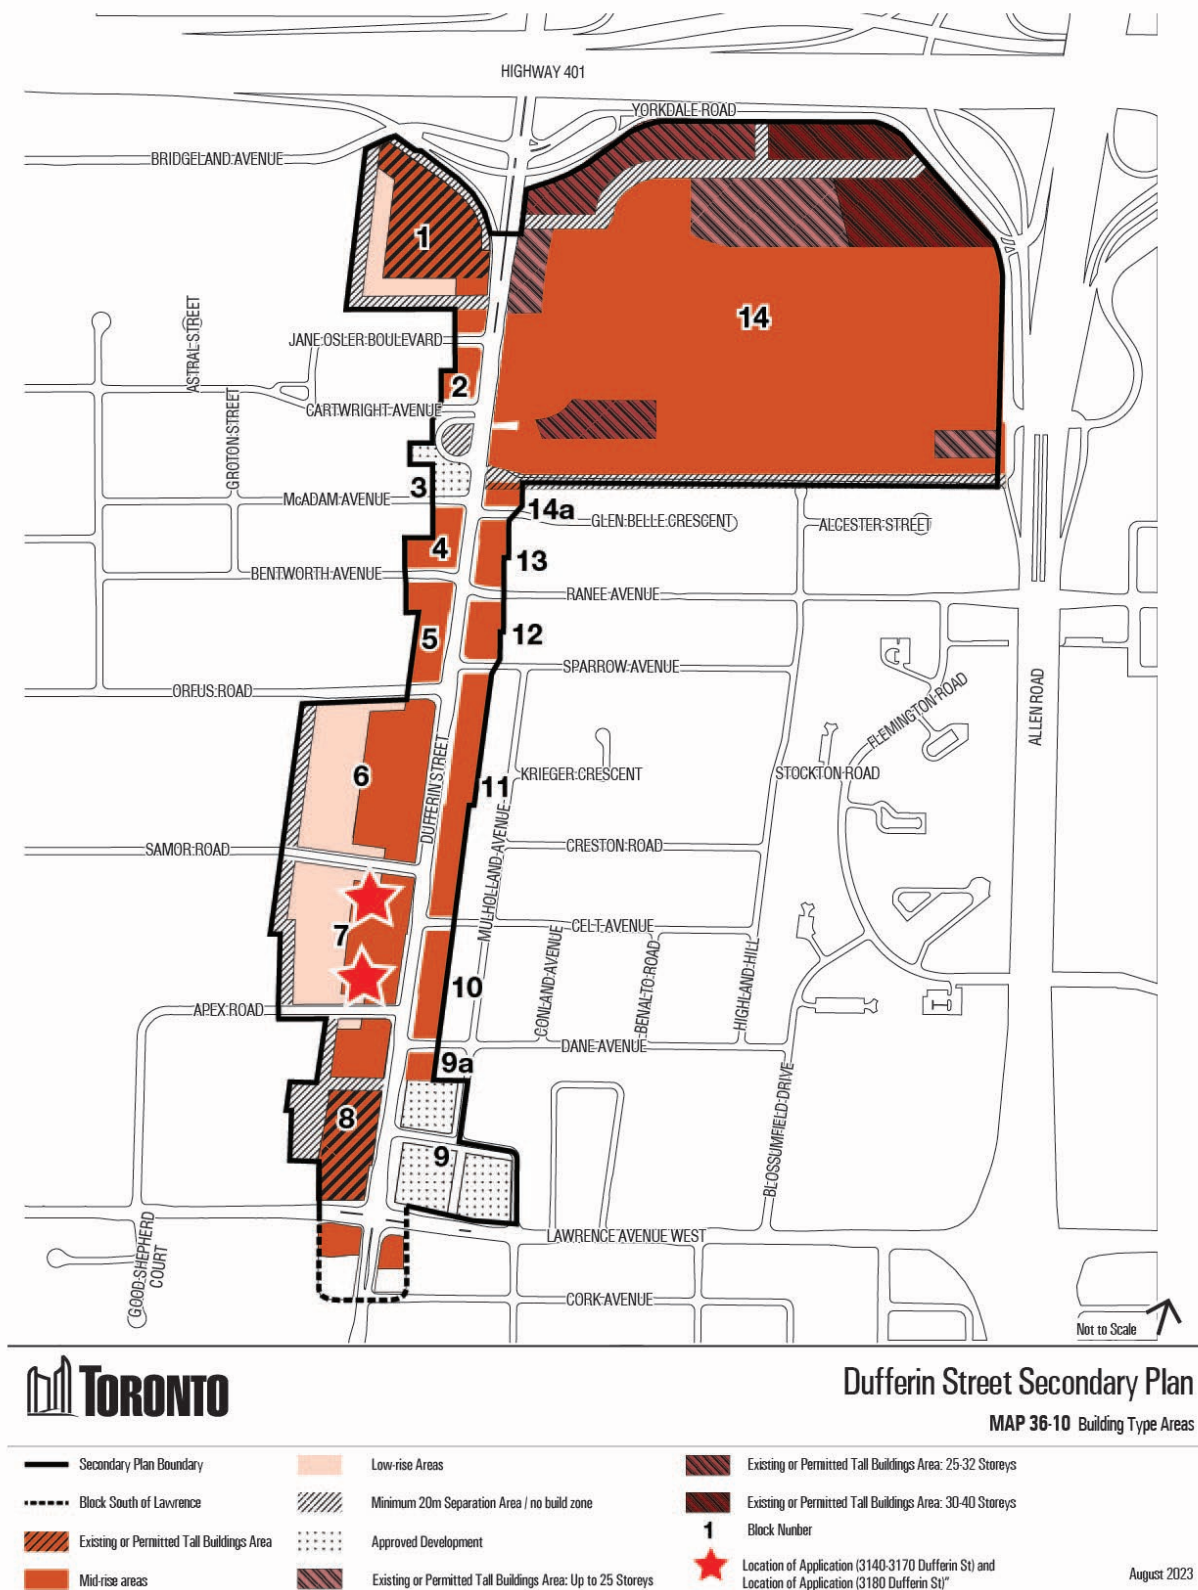 HIGHWAY 401
YORKDALE ROAD
BRIDGELAND AVENUE
1
14
ASTRAL STREET
JANE OSLER BOULEVARD
2
GROTON STREET
CARTWRIGHT AVENUE
3
McADAM AVENUE
14a
GLEN BELLE CRESCENT
ALCESTER STREET
4
13
BENTWORTH AVENUE
RANEE AVENUE
5
12
SPARROW AVENUE
ORFUS ROAD
FLEMINGTON ROAD
ALLEN ROAD
DUFFERIN STREET
6
KRIEGER CRESCENT
STOCKTON ROAD
11
MULHOLLAND AVENUE
SAMOR ROAD
CRESTON ROAD
7
CELT AVENUE
CONLAND AVENUE
BENALTO ROAD
HIGHLAND HILL
10
APEX ROAD
DANE AVENUE
9a
BLOSSUMFIELD DRIVE
8
9
LAWRENCE AVENUE WEST
GOOD SHEPHERD
COURT
CORK AVENUE
Not to Scale
TORONTO
Dufferin Street Secondary Plan
MAP 36-10 Building Type Areas
Secondary Plan Boundary
Block South of Lawrence
Existing or Permitted Tall Buildings Area
Mid-rise areas
Low-rise Areas
Minimum 20m Separation Area / no build zone
Approved Development
Existing or Permitted Tall Buildings Area: Up to 25 Storeys
Existing or Permitted Tall Buildings Area: 25-32 Storeys
Existing or Permitted Tall Buildings Area: 30-40 Storeys
1 Block Nunber
Location of Application (3140-3170 Dufferin St) and
Location of Application (3180 Dufferin St)"
August 2023